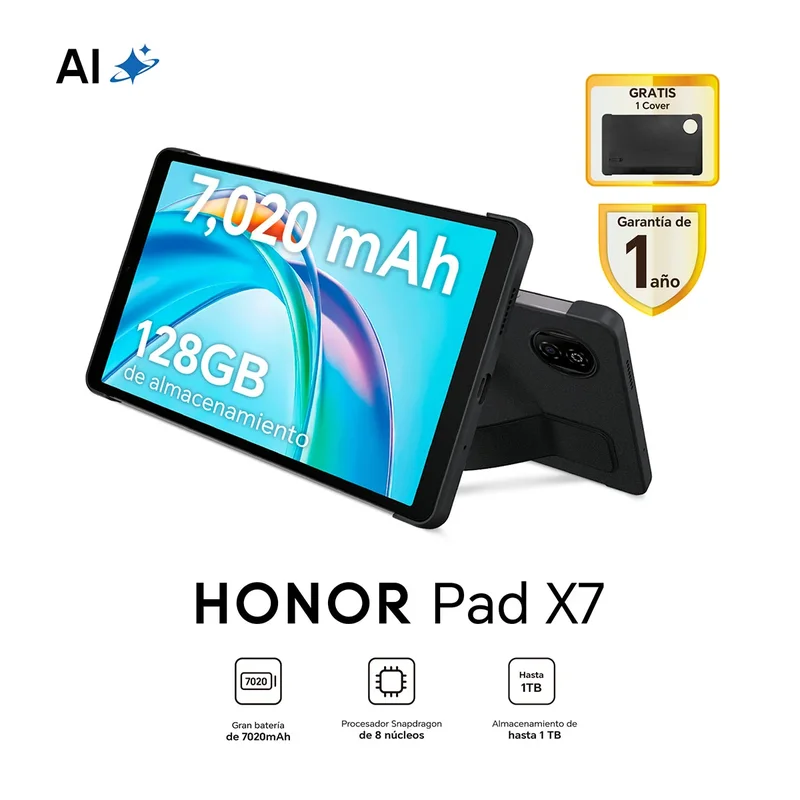 AI
GRATIS
1 Cover
Garantía de
1
año
7,020 mAh
128GB
de almacenamiento
HONOR Pad X7
7020
Hasta
1TB
Gran batería
de 7020mAh
Procesador Snapdragon
de 8 núcleos
Almacenamiento de
hasta 1 TB